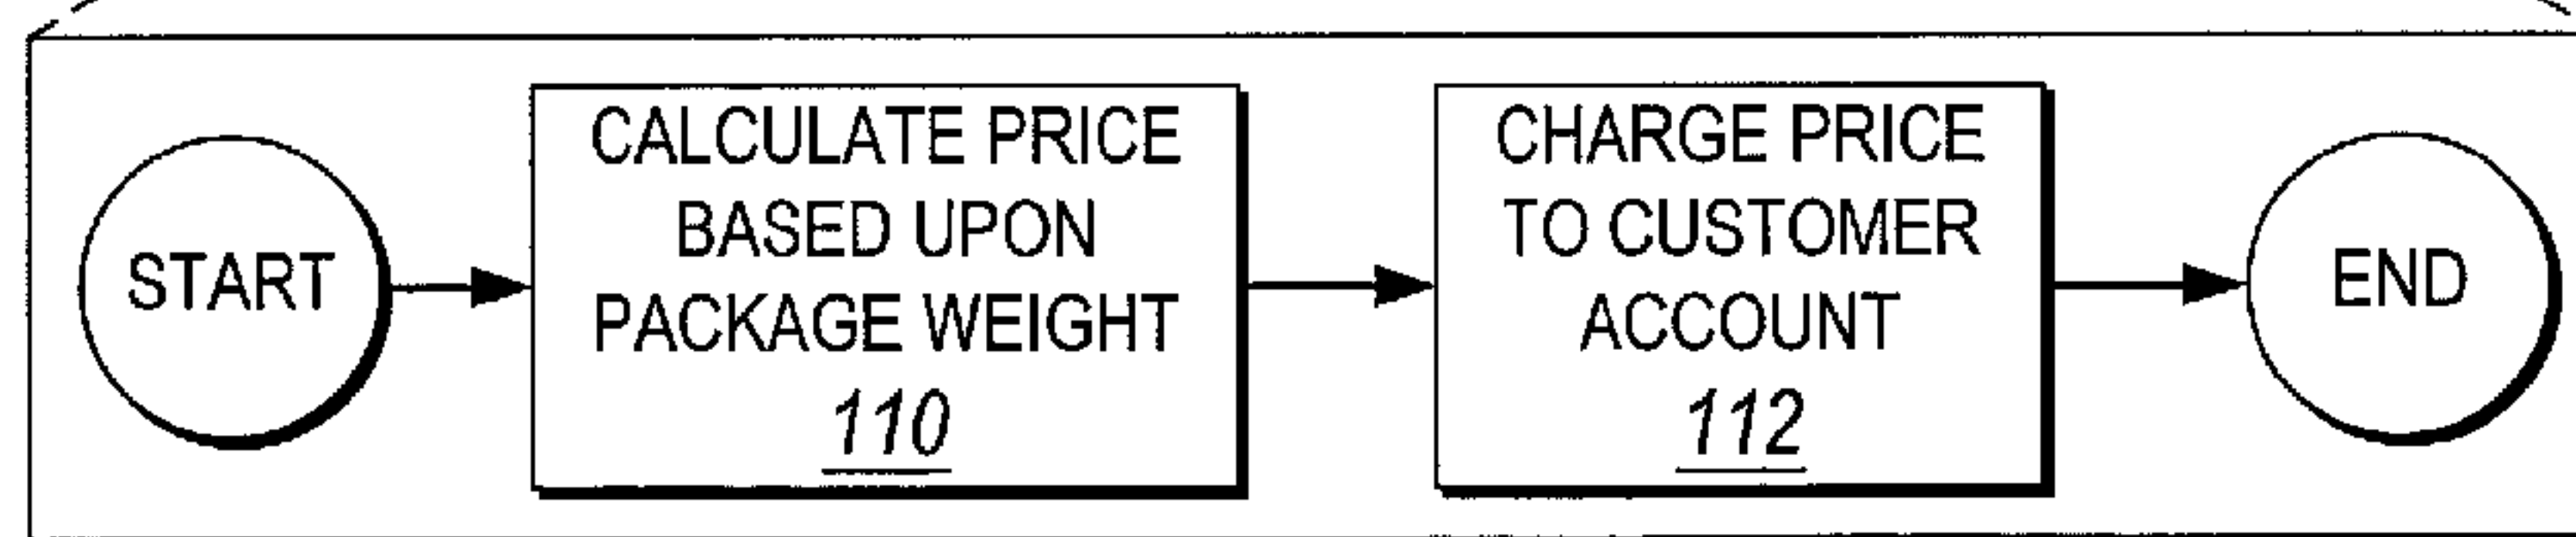 START
CALCULATE PRICE
BASED UPON
PACKAGE WEIGHT
110
CHARGE PRICE
TO CUSTOMER
ACCOUNT
112
END